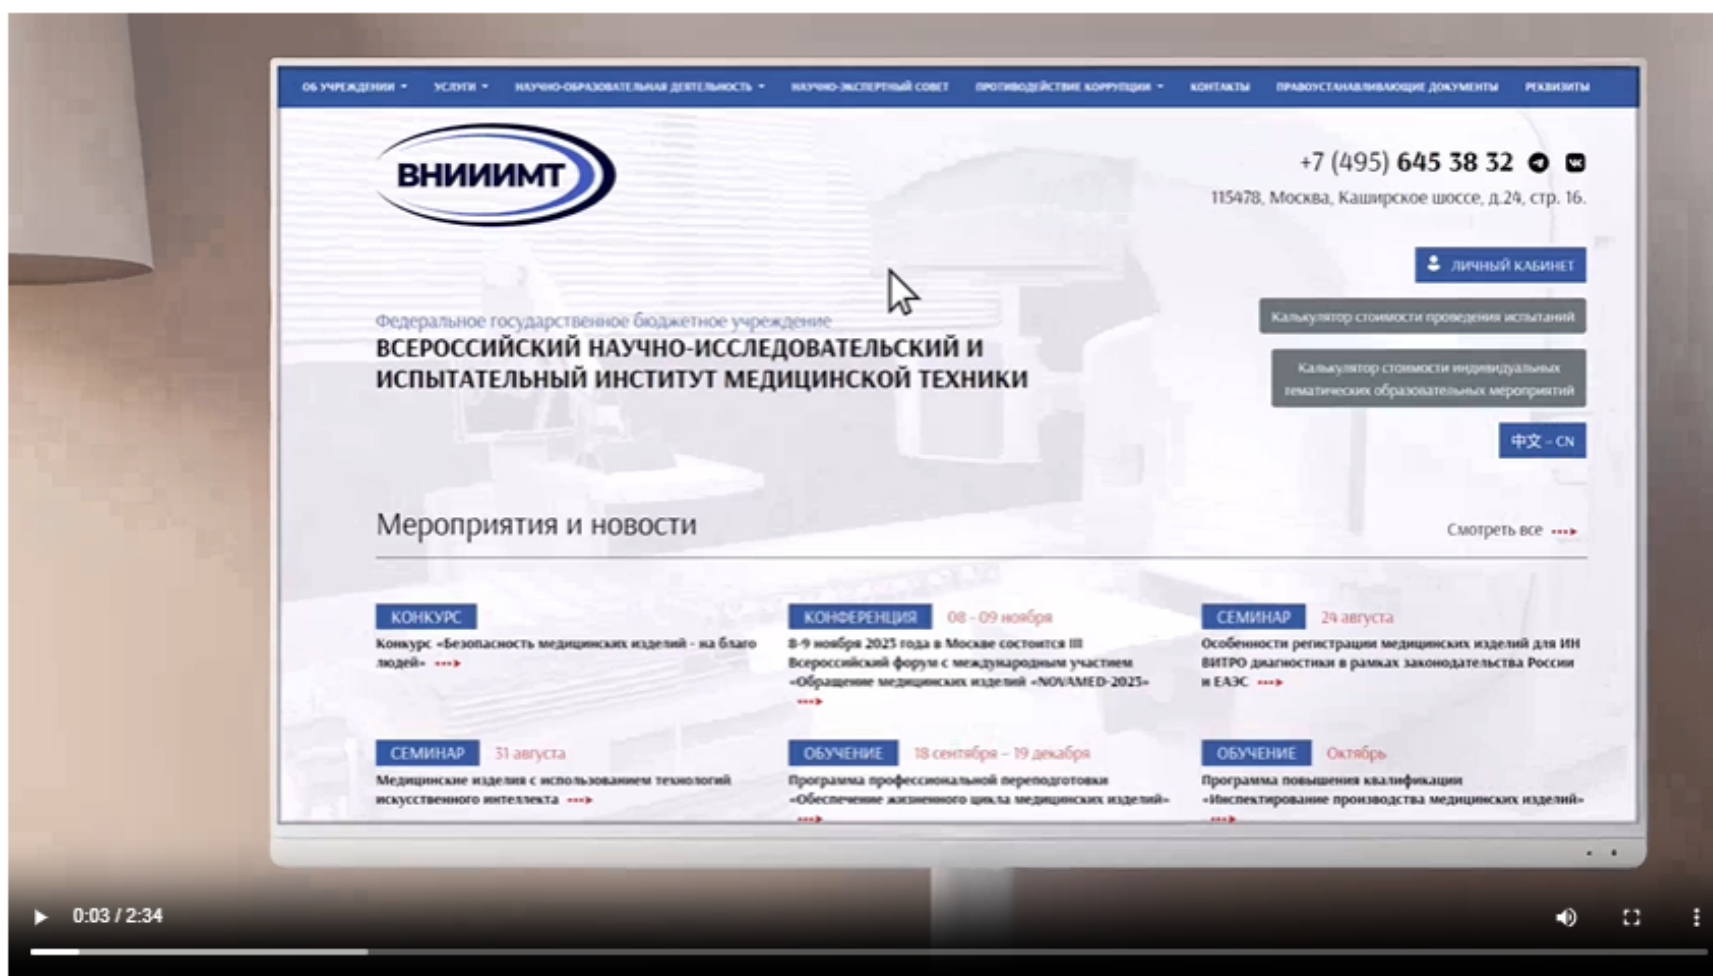 ОБ УЧРЕЖДЕНИИ
УСЛУГИ
НАУЧНО-ОБРАЗОВАТЕЛЬНАЯ ДЕЯТЕЛЬНОСТЬ
НАУЧНО-ЭКСПЕРТНЫЙ СОВЕТ
ПРОТИВОДЕЙСТВИЕ КОРРУПЦИИ
КОНТАКТЫ
ПРАВОУСТАНАВЛИВАЮЩИЕ ДОКУМЕНТЫ
РЕКВИЗИТЫ
ВНИИИМТ
+7 (495) 645 38 32
115478, Москва, Каширское шоссе, д.24, стр. 16.
ЛИЧНЫЙ КАБИНЕТ
Калькулятор стоимости проведения испытаний
Калькулятор стоимости индивидуальных
тематических образовательных мероприятий
中文 – CN
Федеральное государственное бюджетное учреждение
ВСЕРОССИЙСКИЙ НАУЧНО-ИССЛЕДОВАТЕЛЬСКИЙ И
ИСПЫТАТЕЛЬНЫЙ ИНСТИТУТ МЕДИЦИНСКОЙ ТЕХНИКИ
Мероприятия и новости
Смотреть все
КОНКУРС
Конкурс «Безопасность медицинских изделий - на благо
людей»
КОНФЕРЕНЦИЯ 08 - 09 ноября
8-9 ноября 2023 года в Москве состоится III
Всероссийский форум с международным участием
«Обращение медицинских изделий «NOVAMED-2023»
СЕМИНАР 24 августа
Особенности регистрации медицинских изделий для ИН
ВИТРО диагностики в рамках законодательства России
и ЕАЭС
СЕМИНАР 31 августа
Медицинские изделия с использованием технологий
искусственного интеллекта
ОБУЧЕНИЕ 18 сентября – 19 декабря
Программа профессиональной переподготовки
«Обеспечение жизненного цикла медицинских изделий»
ОБУЧЕНИЕ Октябрь
Программа повышения квалификации
«Инспектирование производства медицинских изделий»
0:03 / 2:34